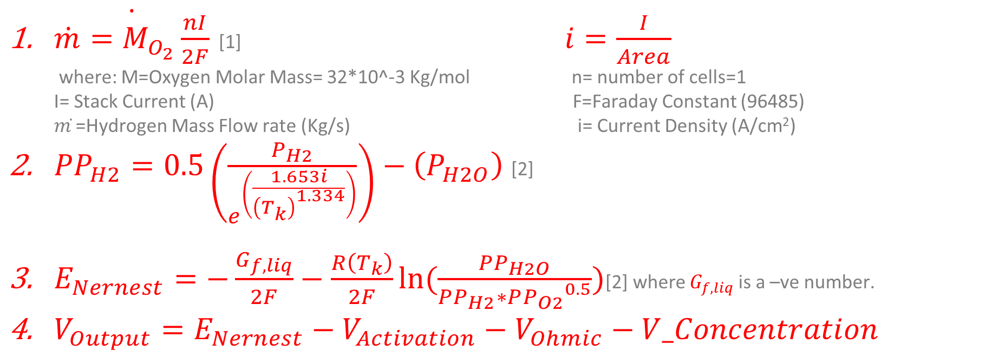 1. ṁ = Ṁ_{O_2} \frac{nI}{2F} [1] i = \frac{I}{Area}
where: M=Oxygen Molar Mass= 32*10^-3 Kg/mol n= number of cells=1
I= Stack Current (A) F=Faraday Constant (96485)
ṁ =Hydrogen Mass Flow rate (Kg/s) i= Current Density (A/cm²)
2. PP_{H2} = 0.5 \left( \frac{P_{H2}}{e^{\left( \frac{1.653i}{(T_k)^{1.334}} \right)}} \right) − (P_{H2O}) [2]
3. E_{Nernest} = − \frac{G_{f,liq}}{2F} − \frac{R(T_k)}{2F} ln( \frac{PP_{H2O}}{PP_{H2}*PP_{O2}^{0.5}} )[2] where G_{f,liq} is a –ve number.
4. V_{Output} = E_{Nernest} − V_{Activation} − V_{Ohmic} − V_Concentration